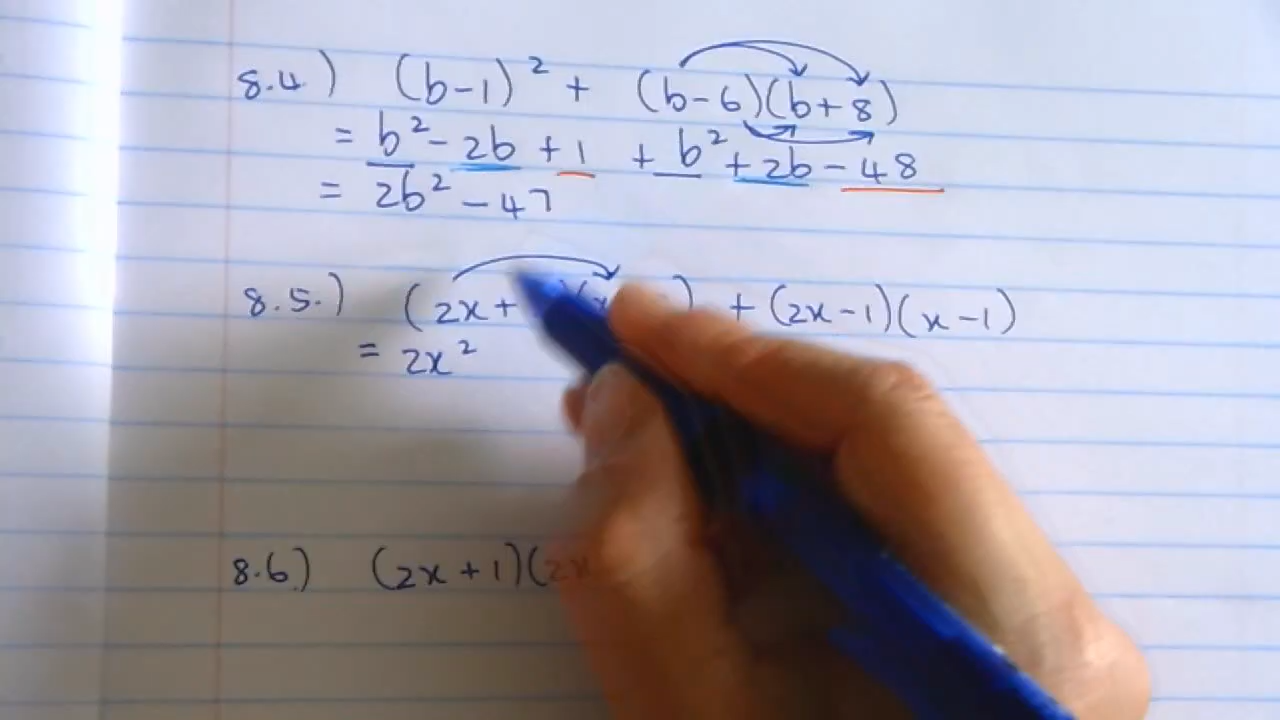 8.4) (b-1)² + (b-6)(b+8)
= b² - 2b + 1 + b² + 2b - 48
= 2b² - 47
8.5.) (2x+ )(x ) + (2x-1)(x-1)
= 2x²
8.6.) (2x+1)(2x